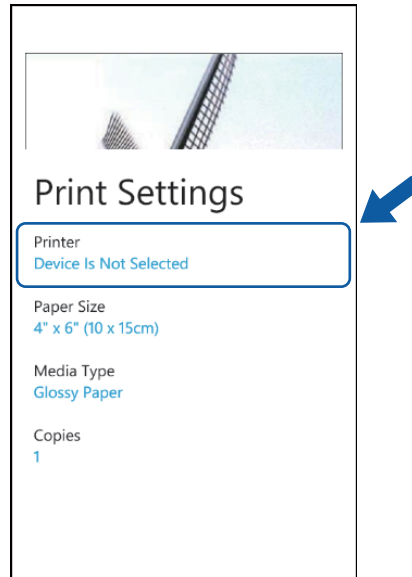 Print Settings
Printer
Device Is Not Selected
Paper Size
4" x 6" (10 x 15cm)
Media Type
Glossy Paper
Copies
1